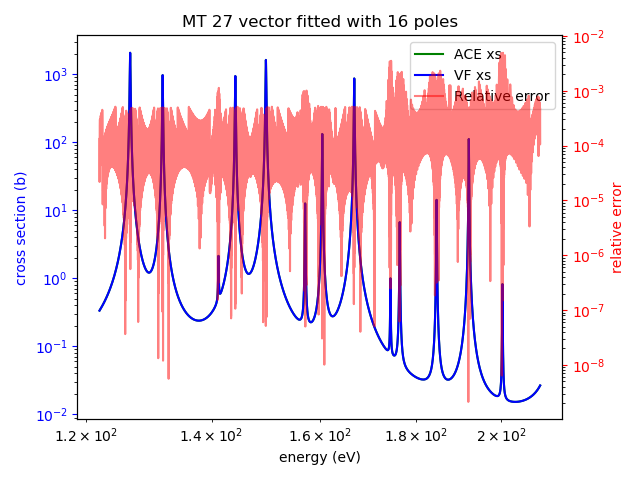 MT 27 vector fitted with 16 poles
ACE xs
VF xs
Relative error
cross section (b)
10³
10²
10¹
10⁰
10⁻¹
10⁻²
relative error
10⁻²
10⁻³
10⁻⁴
10⁻⁵
10⁻⁶
10⁻⁷
10⁻⁸
1.2 × 10² 1.4 × 10² 1.6 × 10² 1.8 × 10² 2 × 10²
energy (eV)